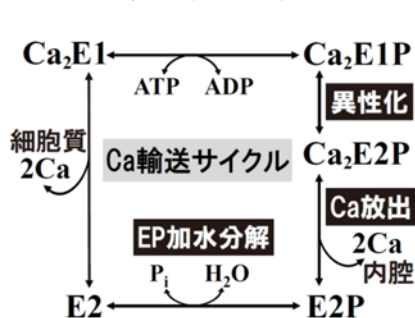 Ca₂E1 Ca₂E1P
ATP ADP
異性化
細胞質
2Ca
Ca輸送サイクル
Ca₂E2P
Ca放出
EP加水分解
2Ca
内腔
Pᵢ H₂O
E2 E2P